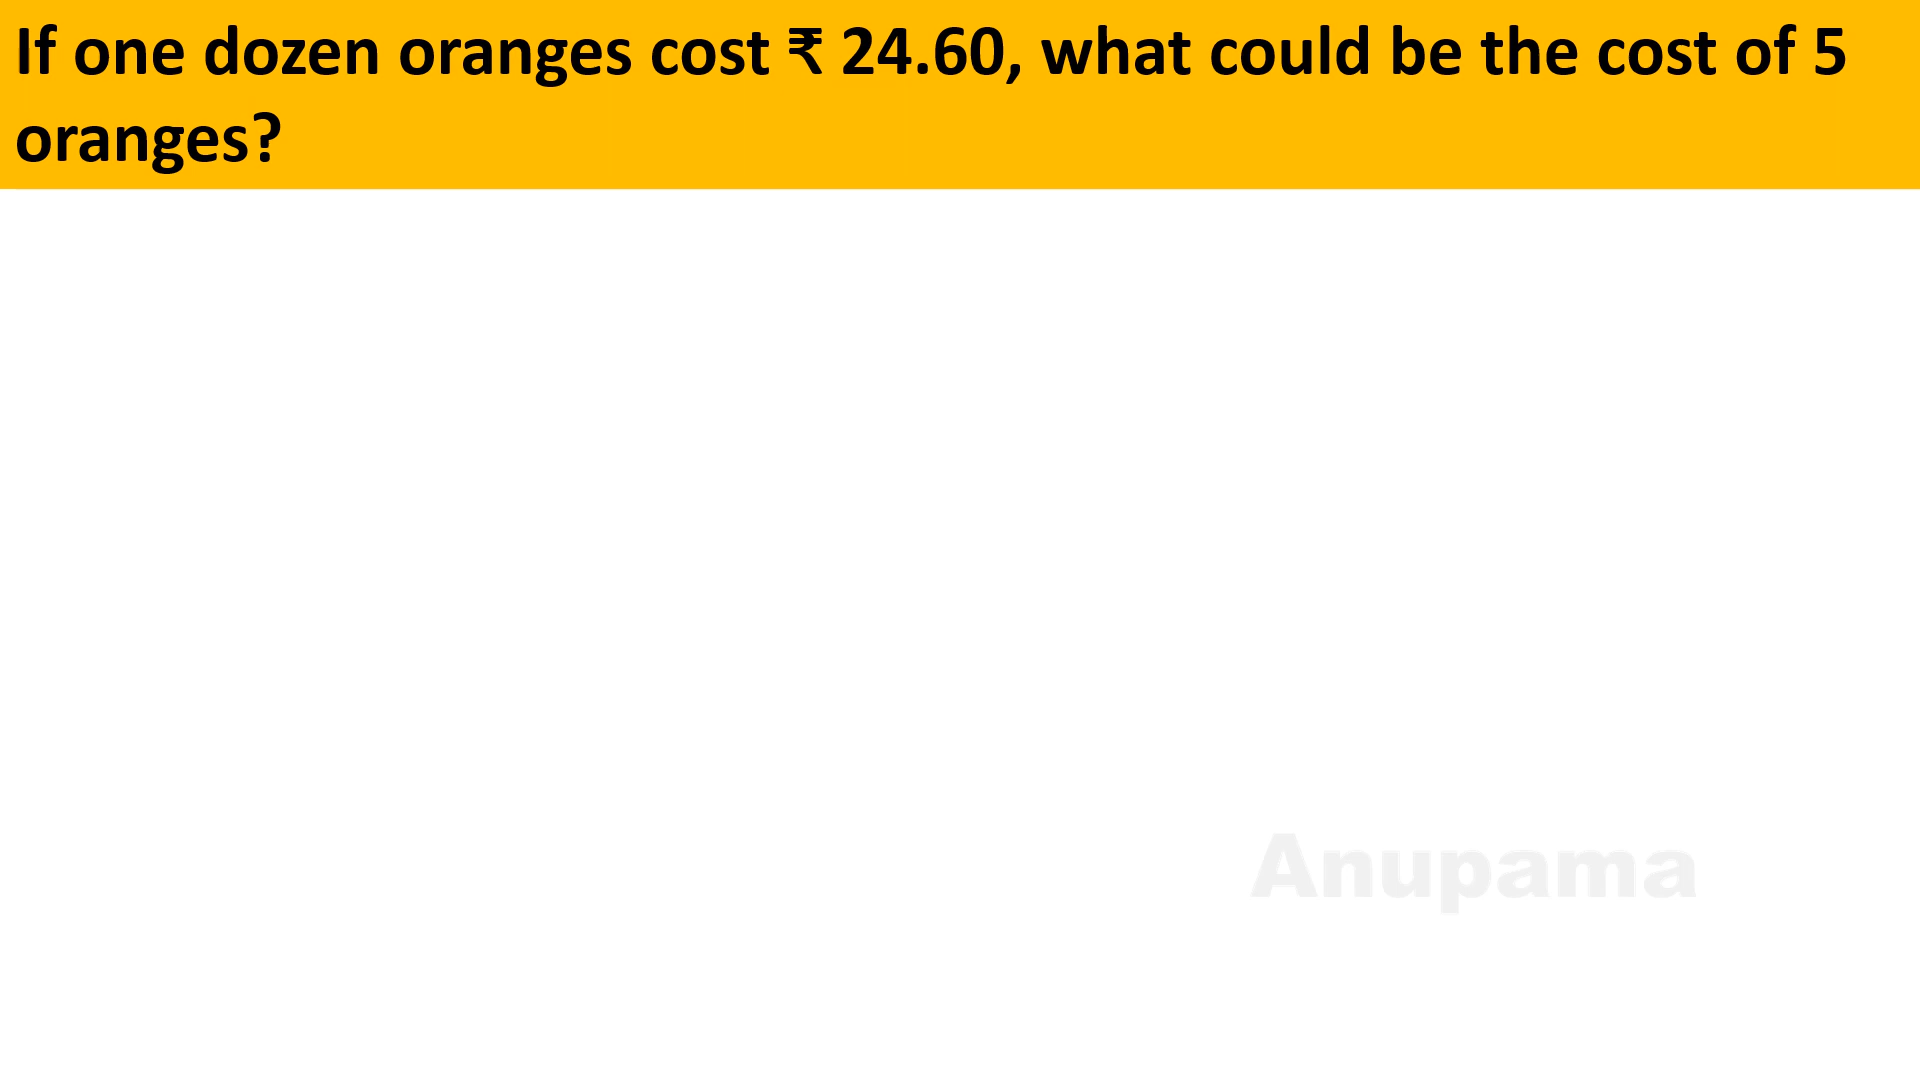 If one dozen oranges cost ₹ 24.60, what could be the cost of 5
oranges?
Anupama